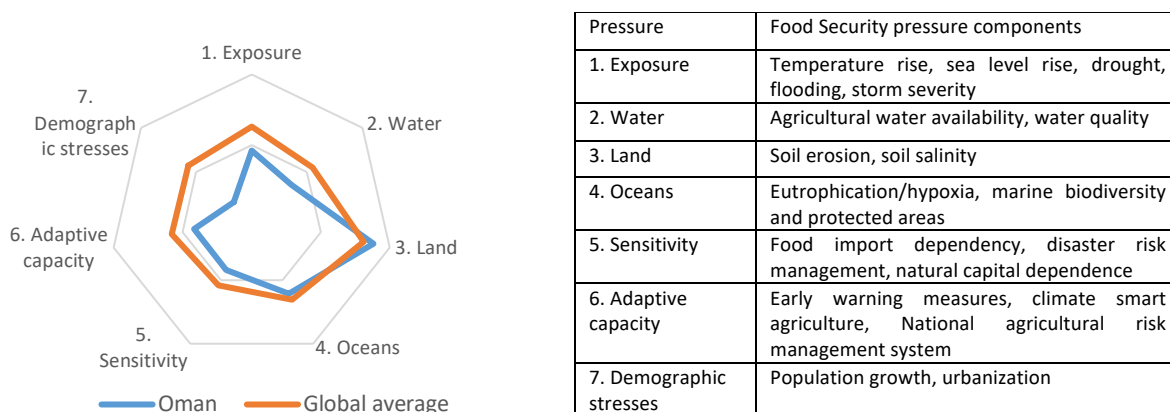 1. Exposure
7.
Demograph
ic stresses
2. Water
6. Adaptive
capacity
3. Land
5.
Sensitivity
4. Oceans
Oman
Global average
Pressure
Food Security pressure components
1. Exposure
Temperature rise, sea level rise, drought,
flooding, storm severity
2. Water
Agricultural water availability, water quality
3. Land
Soil erosion, soil salinity
4. Oceans
Eutrophication/hypoxia, marine biodiversity
and protected areas
5. Sensitivity
Food import dependency, disaster risk
management, natural capital dependence
6. Adaptive
capacity
Early warning measures, climate smart
agriculture, National agricultural risk
management system
7. Demographic
stresses
Population growth, urbanization